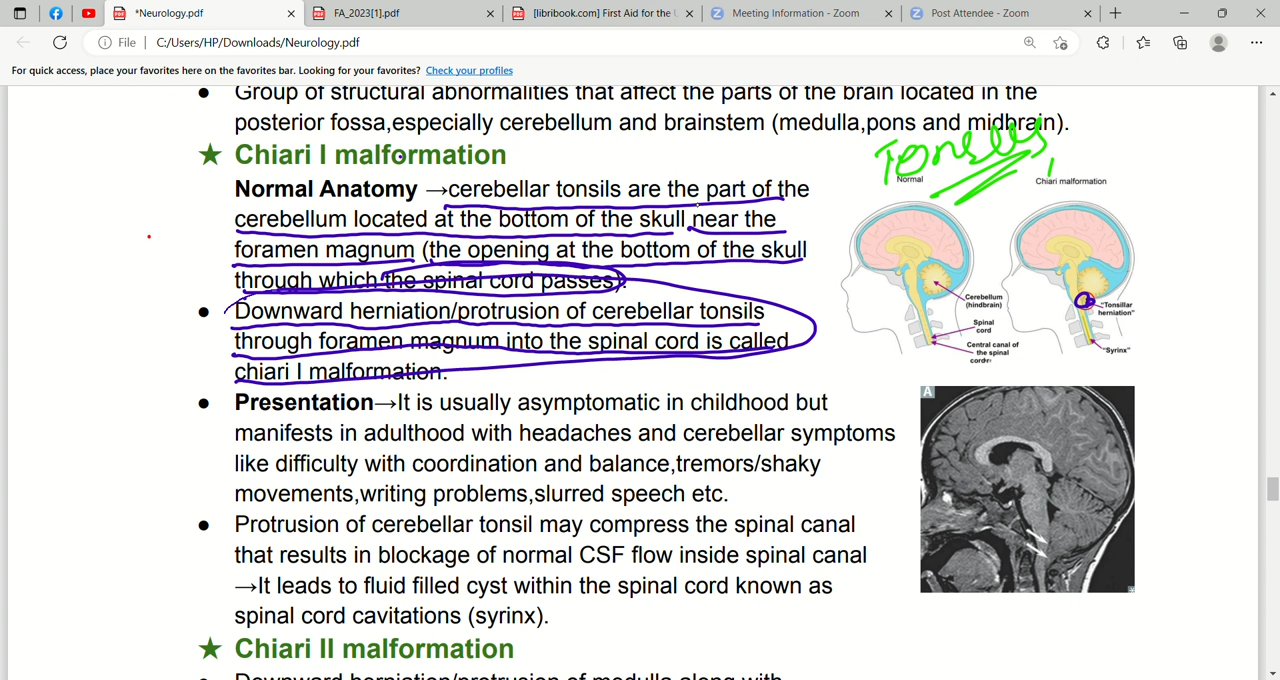 *Neurology.pdf
FA_2023[1].pdf
[libribook.com] First Aid for the
Meeting Information - Zoom
Post Attendee - Zoom
File
C:/Users/HP/Downloads/Neurology.pdf
For quick access, place your favorites here on the favorites bar. Looking for your favorites? Check your profiles
Group of structural abnormalities that affect the parts of the brain located in the
posterior fossa,especially cerebellum and brainstem (medulla,pons and midbrain).
★ Chiari I malformation
Normal Anatomy →cerebellar tonsils are the part of the
cerebellum located at the bottom of the skull near the
foramen magnum (the opening at the bottom of the skull
through which the spinal cord passes).
● Downward herniation/protrusion of cerebellar tonsils
through foramen magnum into the spinal cord is called
chiari I malformation.
● Presentation→It is usually asymptomatic in childhood but
manifests in adulthood with headaches and cerebellar symptoms
like difficulty with coordination and balance,tremors/shaky
movements,writing problems,slurred speech etc.
● Protrusion of cerebellar tonsil may compress the spinal canal
that results in blockage of normal CSF flow inside spinal canal
→It leads to fluid filled cyst within the spinal cord known as
spinal cord cavitations (syrinx).
★ Chiari II malformation
Downward herniation/protrusion of medulla along with
Normal
Chiari malformation
Cerebellum
(hindbrain)
Spinal
cord
Central canal of
the spinal
cord
"Tonsillar
herniation"
"Syrinx"
A